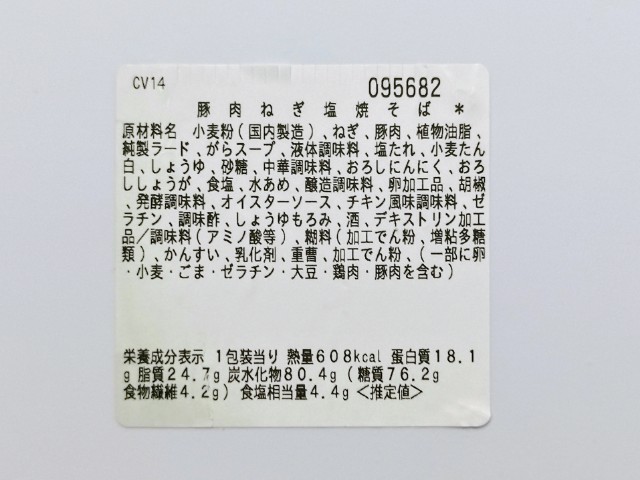 CV14
095682
豚肉ねぎ塩焼そば*
原材料名 小麦粉(国内製造)、ねぎ、豚肉、植物油脂、
純製ラード、がらスープ、液体調味料、塩たれ、小麦たん
白、しょうゆ、砂糖、中華調味料、おろしにんにく、おろ
ししょうが、食塩、水あめ、醸造調味料、卵加工品、胡椒
、発酵調味料、オイスターソース、チキン風味調味料、ゼ
ラチン、調味酢、しょうゆもろみ、酒、デキストリン加工
品/調味料(アミノ酸等)、糊料(加工でん粉、増粘多糖
類)、かんすい、乳化剤、重曹、加工でん粉、(一部に卵
・小麦・ごま・ゼラチン・大豆・鶏肉・豚肉を含む)
栄養成分表示 1包装当り 熱量608kcal 蛋白質18.1
g 脂質24.7g 炭水化物80.4g(糖質76.2g
食物繊維4.2g) 食塩相当量4.4g <推定値>